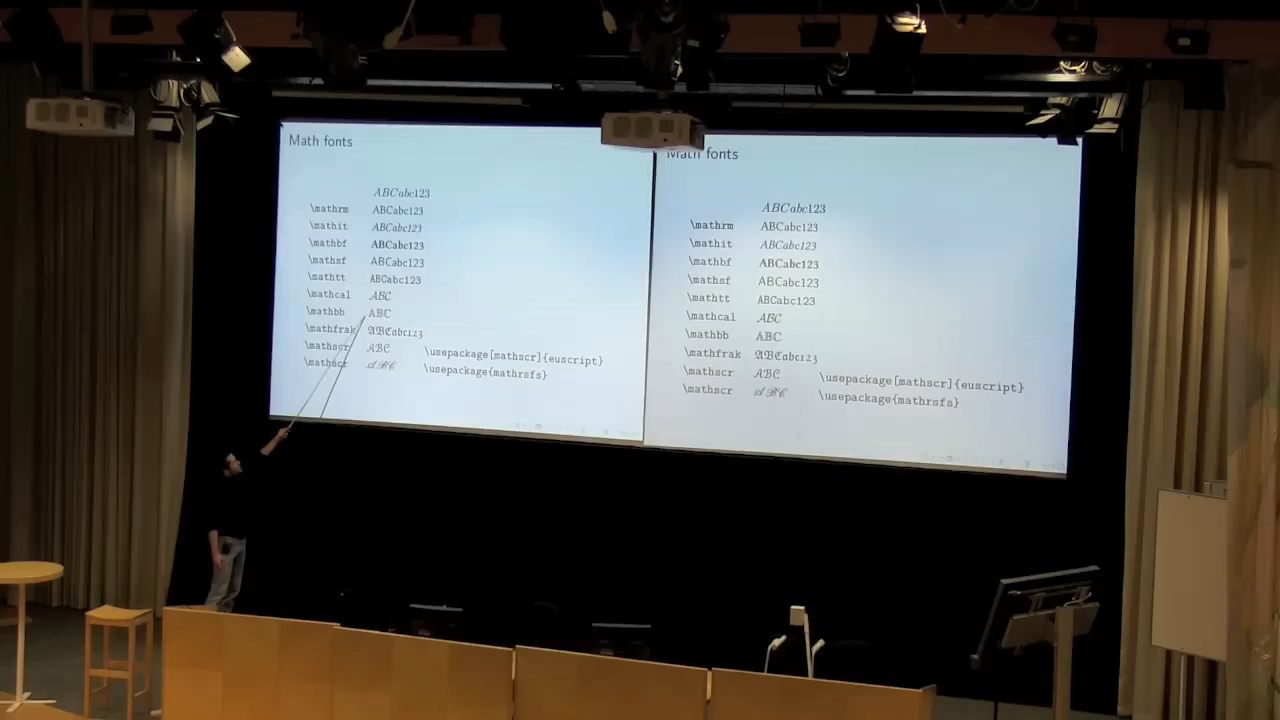 Math fonts
ABCabc123
\mathrm ABCabc123
\mathit ABCabc123
\mathbf ABCabc123
\mathsf ABCabc123
\mathtt ABCabc123
\mathcal ABC
\mathbb ABC
\mathfrak ABCabc123
\mathscr ABC \usepackage[mathscr]{euscript}
\mathscr ABC \usepackage{mathrsfs}
Math fonts
ABCabc123
\mathrm ABCabc123
\mathit ABCabc123
\mathbf ABCabc123
\mathsf ABCabc123
\mathtt ABCabc123
\mathcal ABC
\mathbb ABC
\mathfrak ABCabc123
\mathscr ABC \usepackage[mathscr]{euscript}
\mathscr ABC \usepackage{mathrsfs}